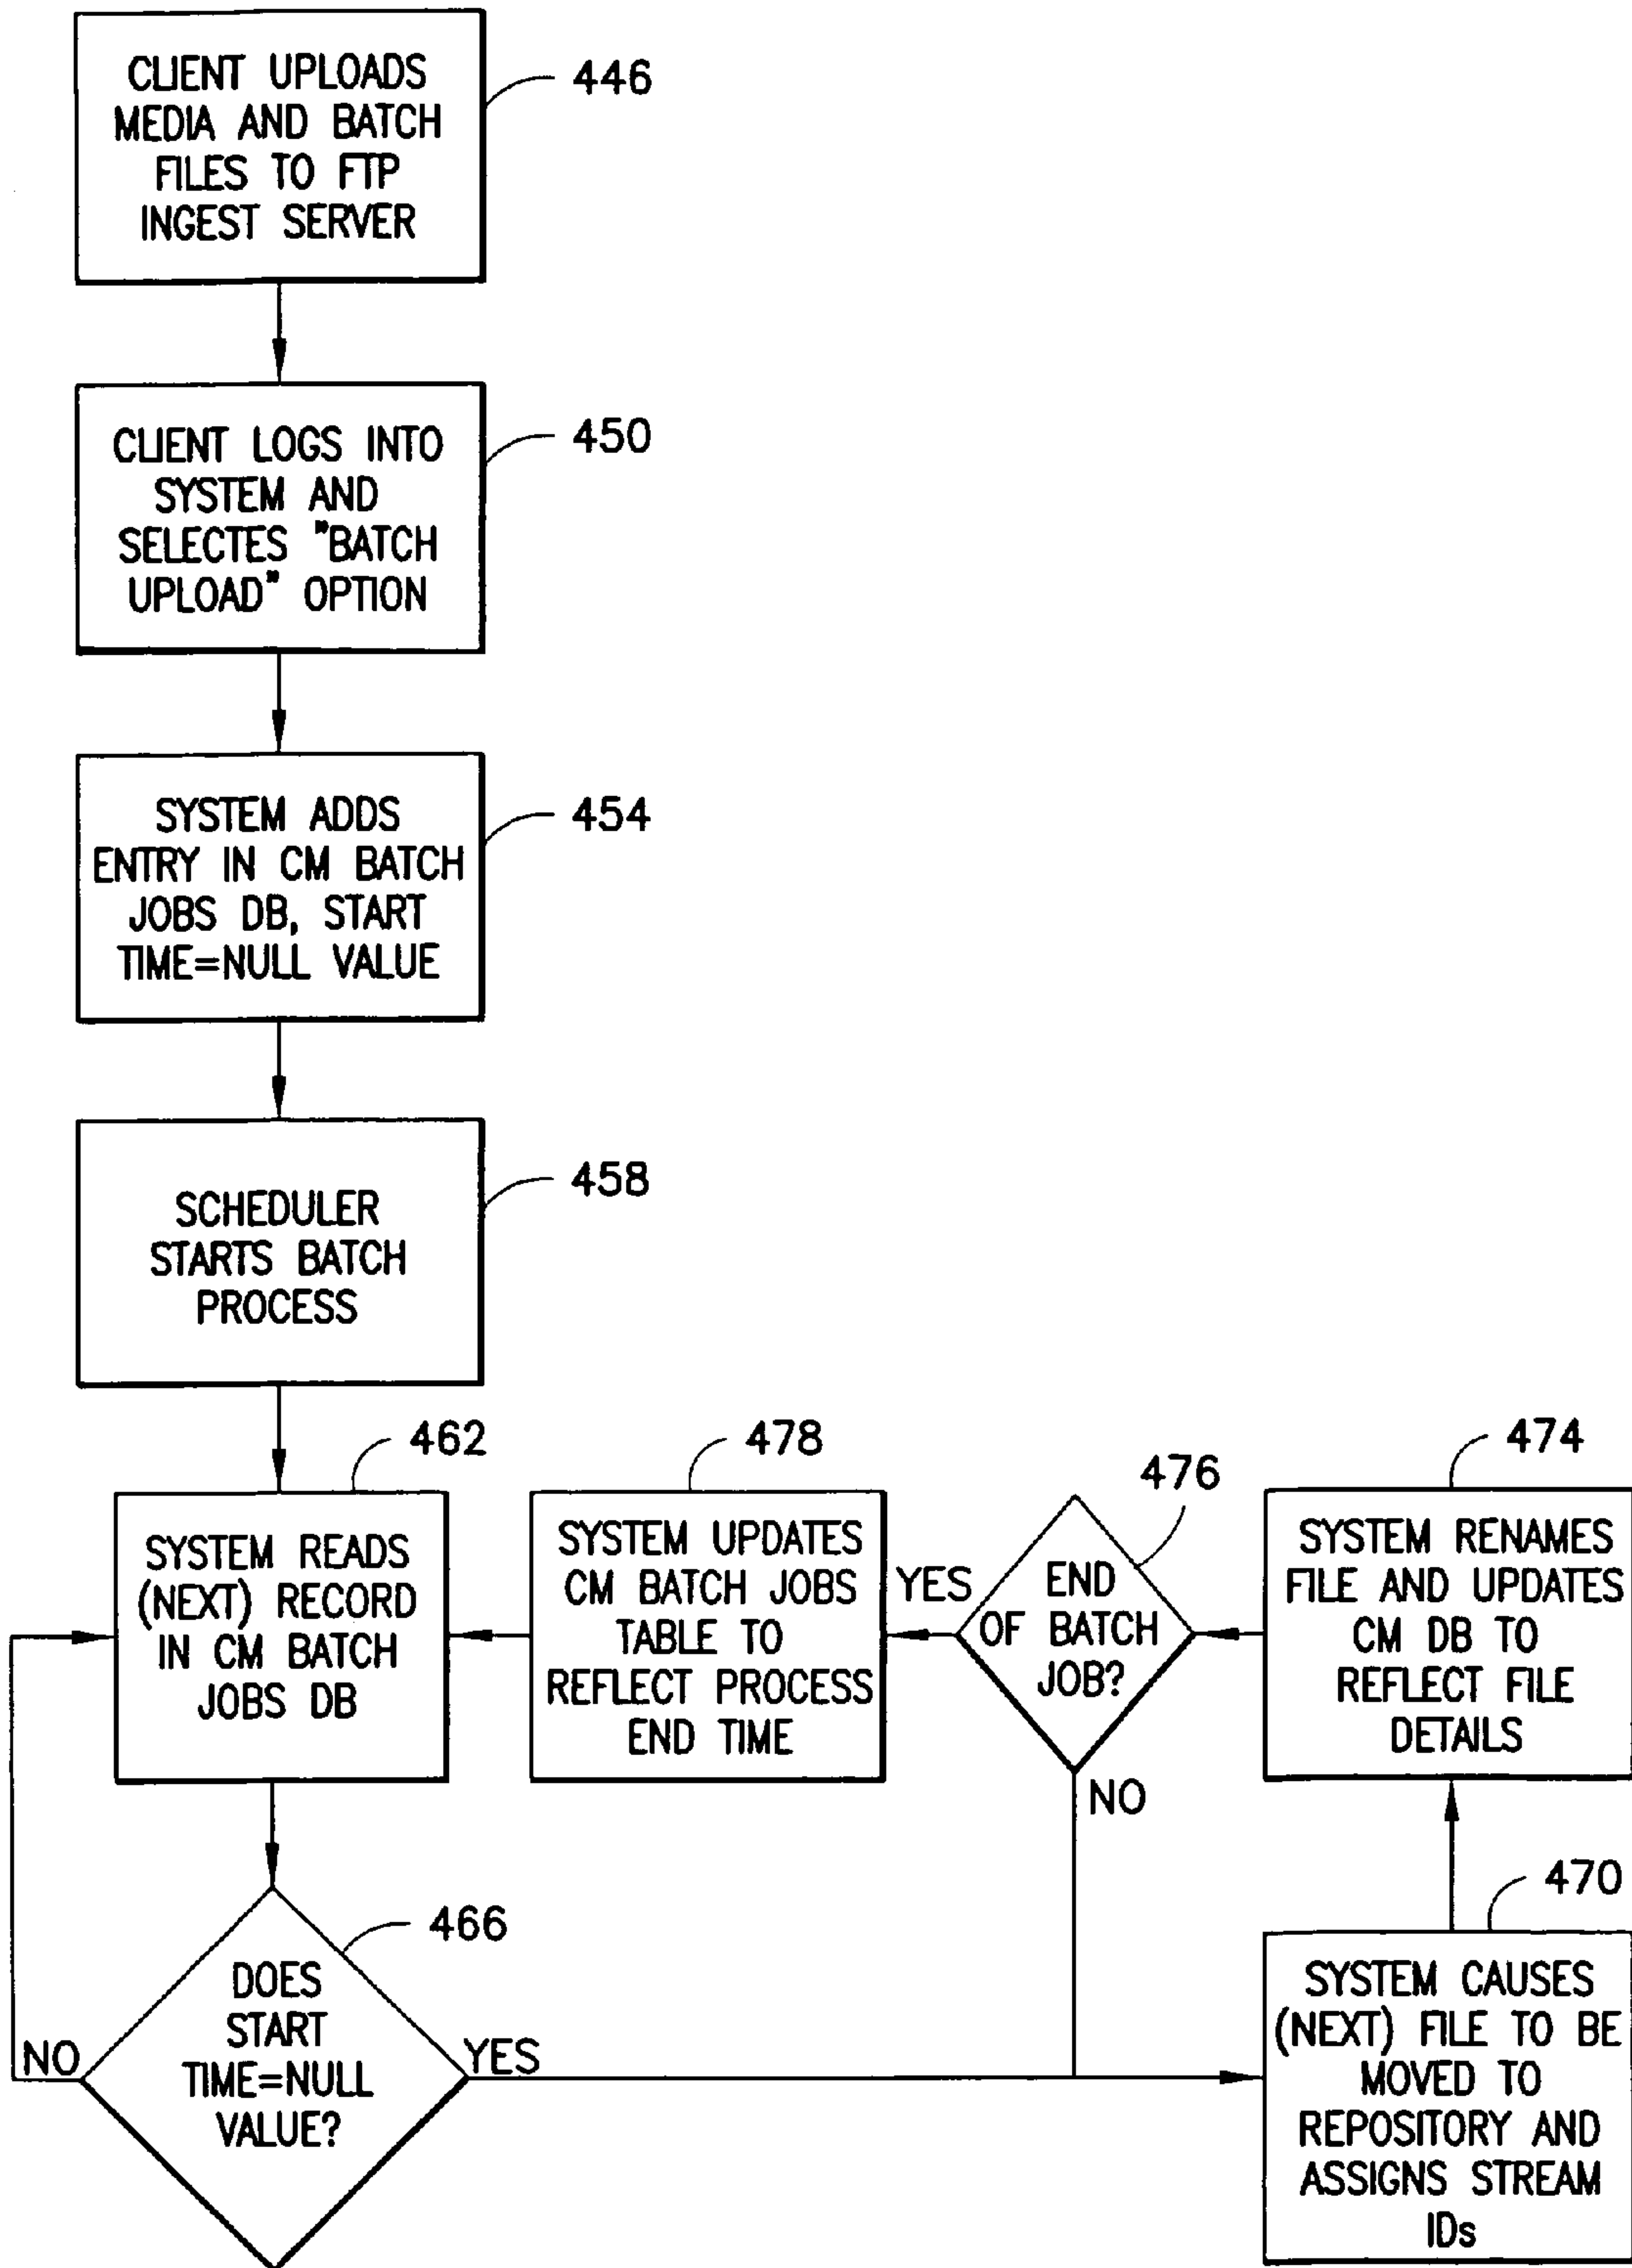 CLIENT UPLOADS
MEDIA AND BATCH
FILES TO FTP
INGEST SERVER
446
CLIENT LOGS INTO
SYSTEM AND
SELECTES "BATCH
UPLOAD" OPTION
450
SYSTEM ADDS
ENTRY IN CM BATCH
JOBS DB, START
TIME=NULL VALUE
454
SCHEDULER
STARTS BATCH
PROCESS
458
462
SYSTEM READS
(NEXT) RECORD
IN CM BATCH
JOBS DB
478
SYSTEM UPDATES
CM BATCH JOBS
TABLE TO
REFLECT PROCESS
END TIME
YES
476
END
OF BATCH
JOB?
NO
474
SYSTEM RENAMES
FILE AND UPDATES
CM DB TO
REFLECT FILE
DETAILS
466
DOES
START
TIME=NULL
VALUE?
NO
YES
470
SYSTEM CAUSES
(NEXT) FILE TO BE
MOVED TO
REPOSITORY AND
ASSIGNS STREAM
IDs